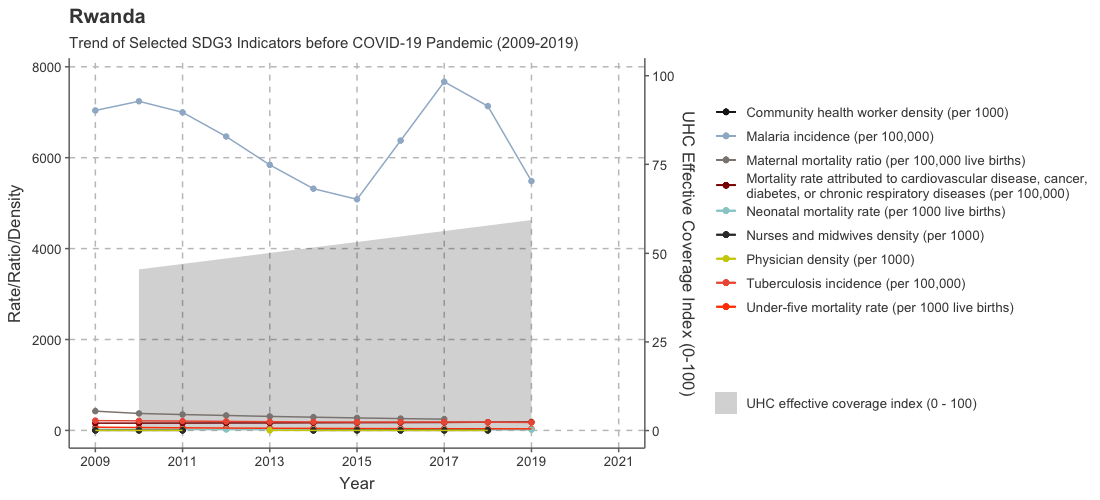 Rwanda
Trend of Selected SDG3 Indicators before COVID-19 Pandemic (2009-2019)
Rate/Ratio/Density
8000
6000
4000
2000
0
2009 2011 2013 2015 2017 2019 2021
Year
100
75
50
25
0
UHC Effective Coverage Index (0-100)
Community health worker density (per 1000)
Malaria incidence (per 100,000)
Maternal mortality ratio (per 100,000 live births)
Mortality rate attributed to cardiovascular disease, cancer,
diabetes, or chronic respiratory diseases (per 100,000)
Neonatal mortality rate (per 1000 live births)
Nurses and midwives density (per 1000)
Physician density (per 1000)
Tuberculosis incidence (per 100,000)
Under-five mortality rate (per 1000 live births)
UHC effective coverage index (0 - 100)